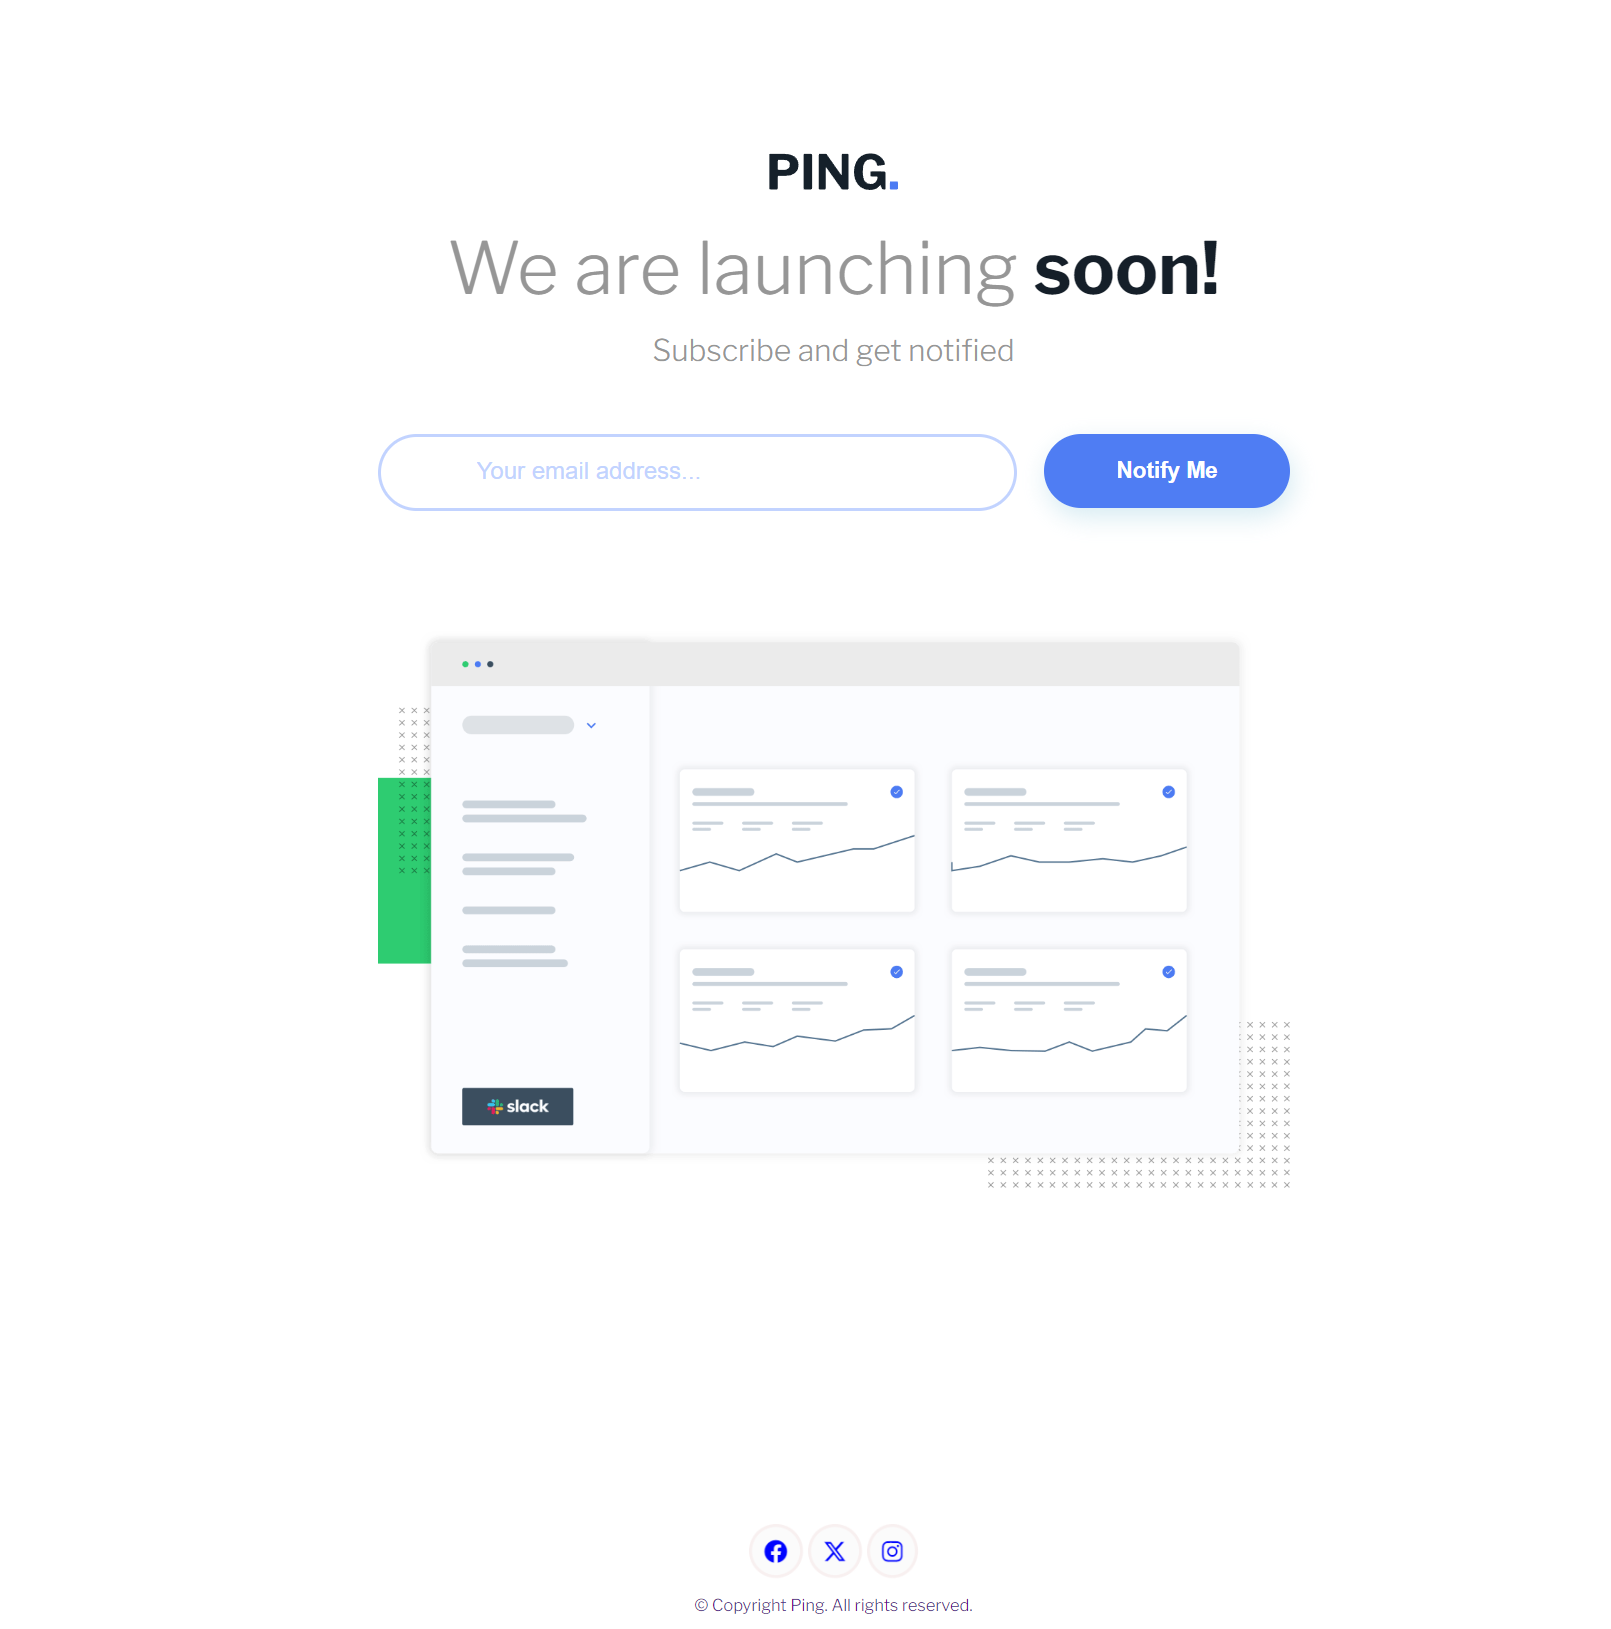 PING.
We are launching soon!
Subscribe and get notified
Your email address...
Notify Me
slack
© Copyright Ping. All rights reserved.